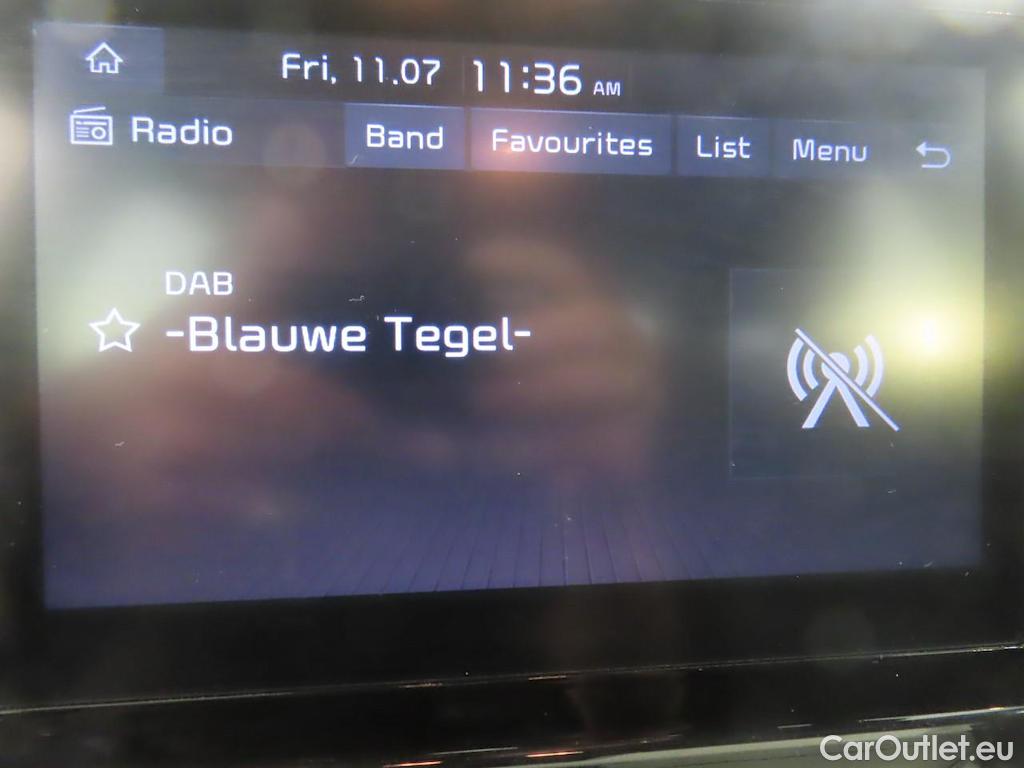 Fri, 11.07 11:36 AM
Radio Band Favourites List Menu
DAB
-Blauwe Tegel-
CarOutlet.eu